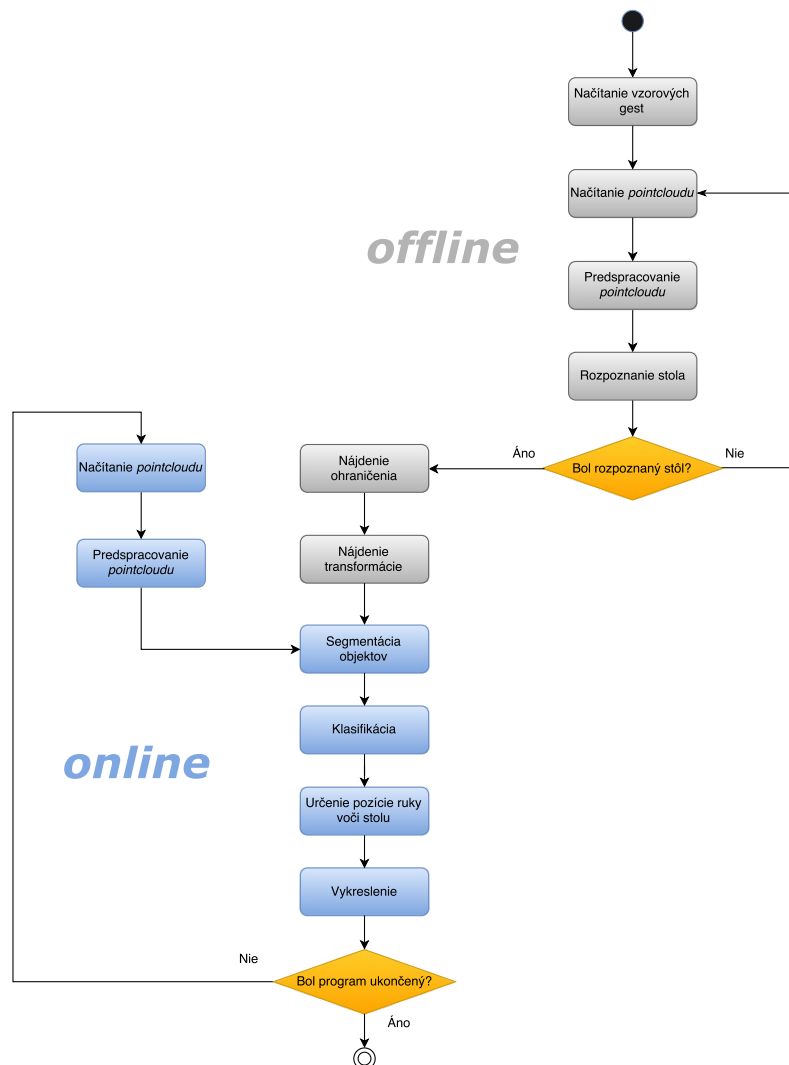 Načítanie vzorových
gest
Načítanie pointcloudu
offline
Predspracovanie
pointcloudu
Rozpoznanie stola
Bol rozpoznaný stôl?
Áno
Nie
Nájdenie
ohraničenia
Nájdenie
transformácie
Načítanie pointcloudu
Predspracovanie
pointcloudu
Segmentácia
objektov
Klasifikácia
online
Určenie pozície ruky
voči stolu
Vykreslenie
Bol program ukončený?
Nie
Áno